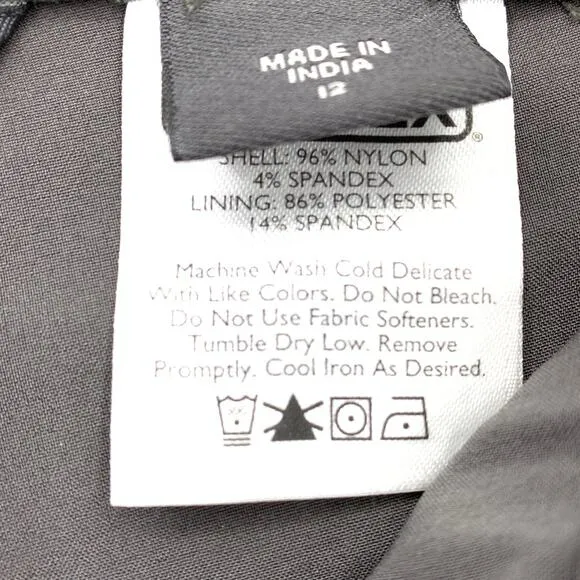 MADE IN
INDIA
12
EX
®
SHELL: 96% NYLON
4% SPANDEX
LINING: 86% POLYESTER
14% SPANDEX
Machine Wash Cold Delicate
With Like Colors. Do Not Bleach.
Do Not Use Fabric Softeners.
Tumble Dry Low. Remove
Promptly. Cool Iron As Desired.